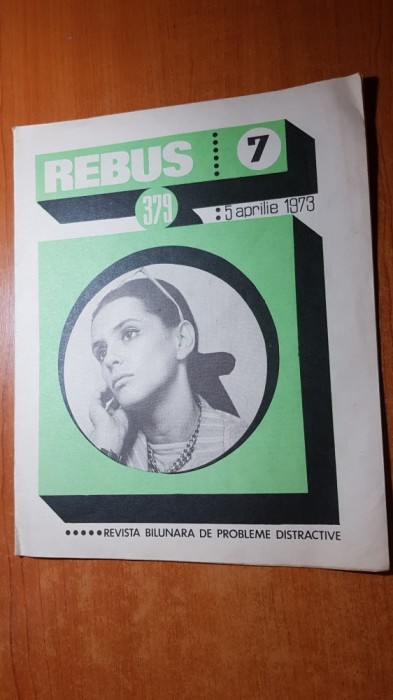 REBUS 7
379
5 aprilie 1973
REVISTA BILUNARA DE PROBLEME DISTRACTIVE